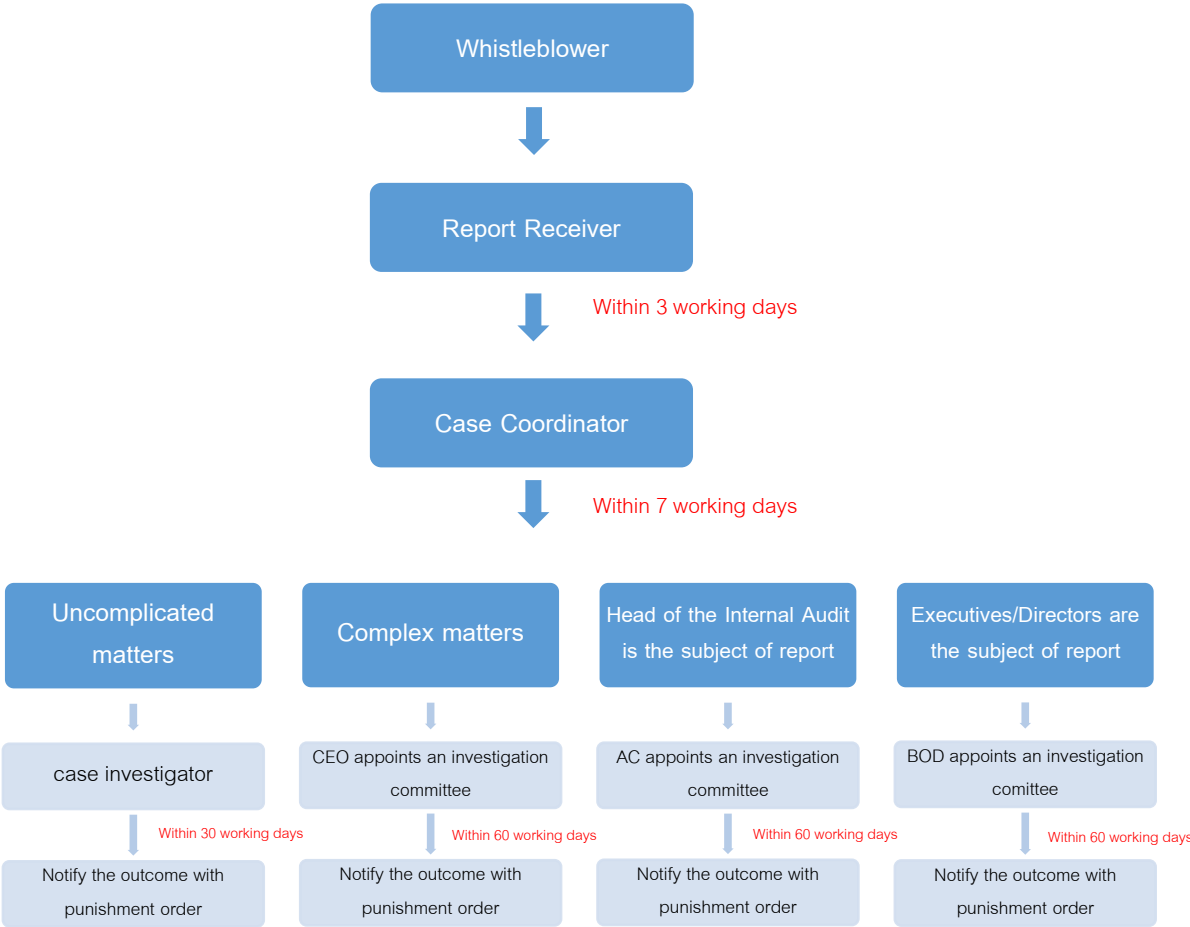 Whistleblower
Report Receiver
Within 3 working days
Case Coordinator
Within 7 working days
Uncomplicated
matters
Complex matters
Head of the Internal Audit
is the subject of report
Executives/Directors are
the subject of report
case investigator
CEO appoints an investigation
committee
AC appoints an investigation
committee
BOD appoints an investigation
comittee
Within 30 working days
Within 60 working days
Within 60 working days
Within 60 working days
Notify the outcome with
punishment order
Notify the outcome with
punishment order
Notify the outcome with
punishment order
Notify the outcome with
punishment order